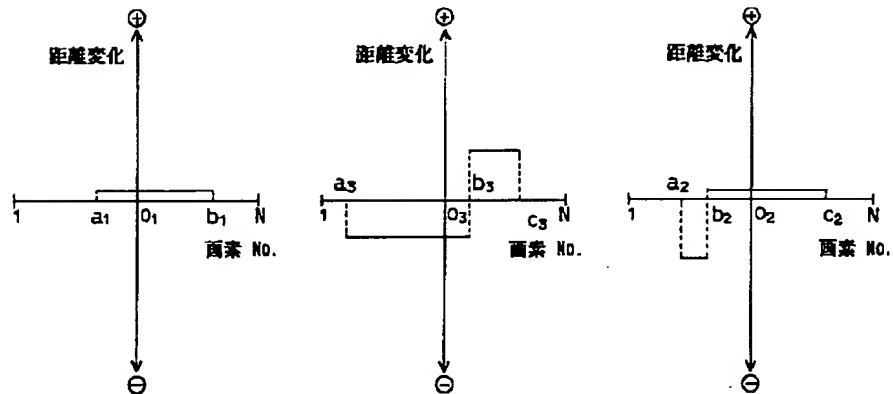 ⊕
距離変化
1
a₁
o₁
b₁
N
画素 No.
⊖
⊕
距離変化
a₃
b₃
1
o₃
c₃
N
画素 No.
⊖
⊕
距離変化
a₂
1
b₂
o₂
c₂
N
画素 No.
⊖